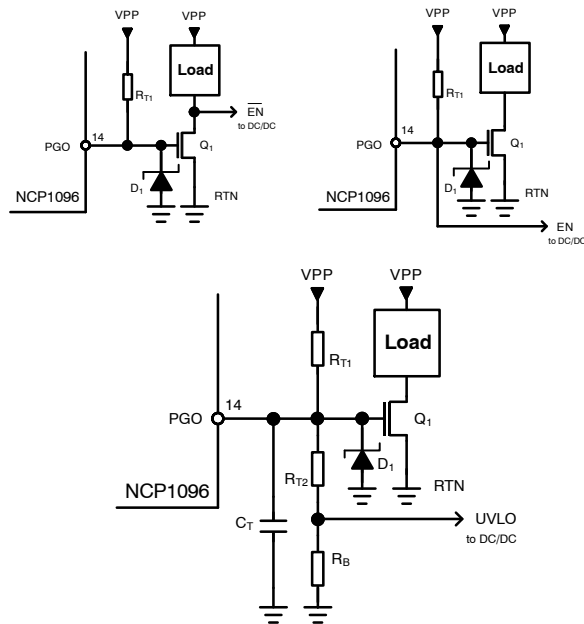 VPP VPP
Load
RT1
EN
to DC/DC
14
PGO
Q1
D1
RTN
NCP1096
VPP VPP
Load
RT1
14
PGO
Q1
D1
RTN
NCP1096
EN
to DC/DC
VPP VPP
Load
RT1
14
PGO
Q1
D1
RT2
RTN
NCP1096
UVLO
to DC/DC
CT
RB